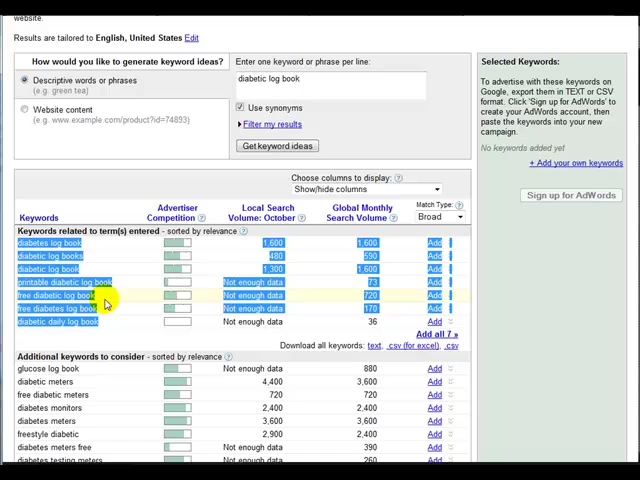 website.
Results are tailored to English, United States Edit
How would you like to generate keyword ideas?
Descriptive words or phrases
(e.g. green tea)
Website content
(e.g. www.example.com/product?id=74893)
Enter one keyword or phrase per line:
diabetic log book
Use synonyms
Filter my results
Get keyword ideas
Selected Keywords:
To advertise with these keywords on
Google, export them in TEXT or CSV
format. Click 'Sign up for AdWords' to
create your AdWords account, then
paste the keywords into your new
campaign.
No keywords added yet
+ Add your own keywords
Sign up for AdWords
Choose columns to display: ?
Show/hide columns
Keywords Advertiser Competition ? Local Search Volume: October ? Global Monthly Search Volume ? Match Type: ? Broad
Keywords related to term(s) entered - sorted by relevance ?
diabetes log book 1,600 1,600 Add
diabetic log books 480 590 Add
diabetic log book 1,300 1,600 Add
printable diabetic log book Not enough data 73 Add
free diabetic log book Not enough data 720 Add
free diabetes log book Not enough data 170 Add
diabetic daily log book Not enough data 36 Add
Add all 7 »
Download all keywords: text, .csv (for excel), .csv
Additional keywords to consider - sorted by relevance ?
glucose log book Not enough data 880 Add
diabetic meters 4,400 3,600 Add
free diabetic meters 720 720 Add
diabetes monitors 2,400 2,400 Add
diabetes meters 3,600 3,600 Add
freestyle diabetic 2,900 2,400 Add
diabetes meters free Not enough data 390 Add
diabetes testing meters Not enough data 260 Add